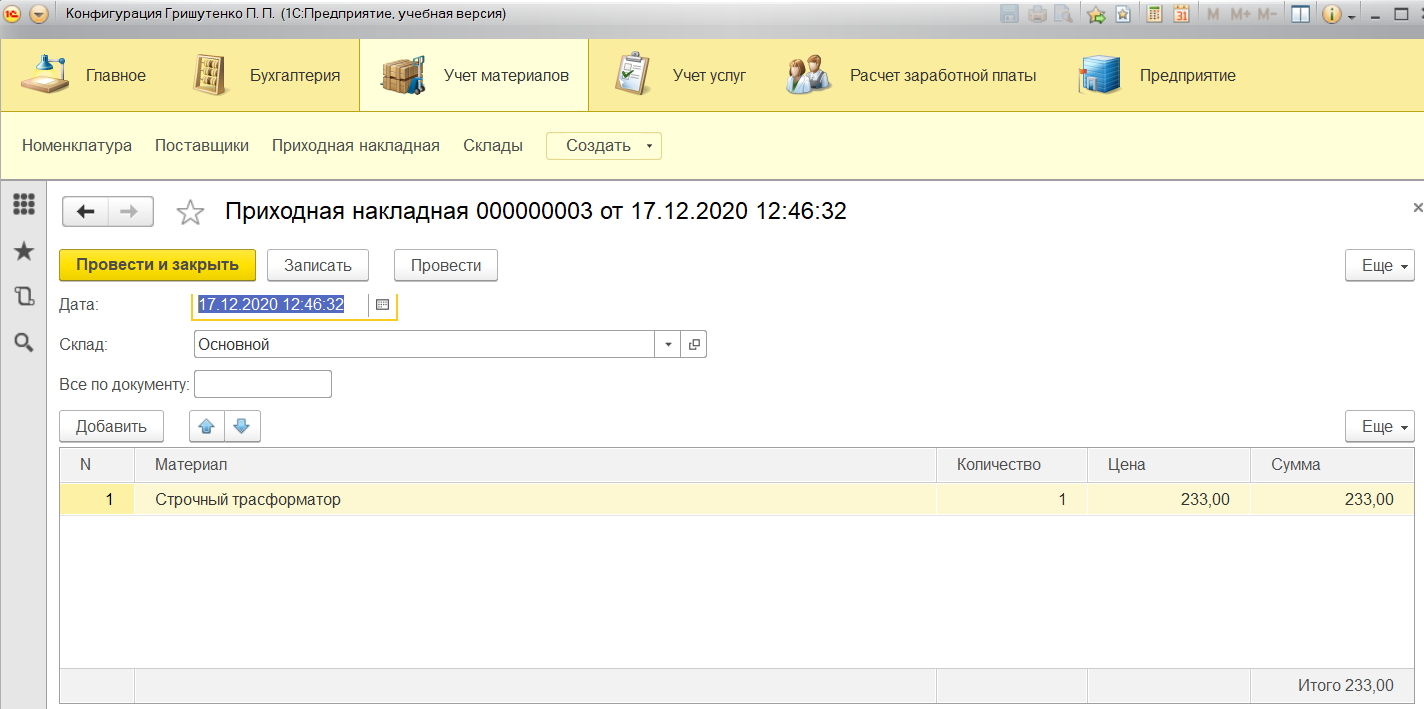 Конфигурация Гришутенко П. П. (1С:Предприятие, учебная версия)
M M+ M-
Главное Бухгалтерия Учет материалов Учет услуг Расчет заработной платы Предприятие
Номенклатура Поставщики Приходная накладная Склады Создать
Приходная накладная 000000003 от 17.12.2020 12:46:32
Провести и закрыть Записать Провести Еще
Дата: 17.12.2020 12:46:32
Склад: Основной
Все по документу:
Добавить Еще
N Материал Количество Цена Сумма
1 Строчный трасформатор 1 233,00 233,00
Итого 233,00